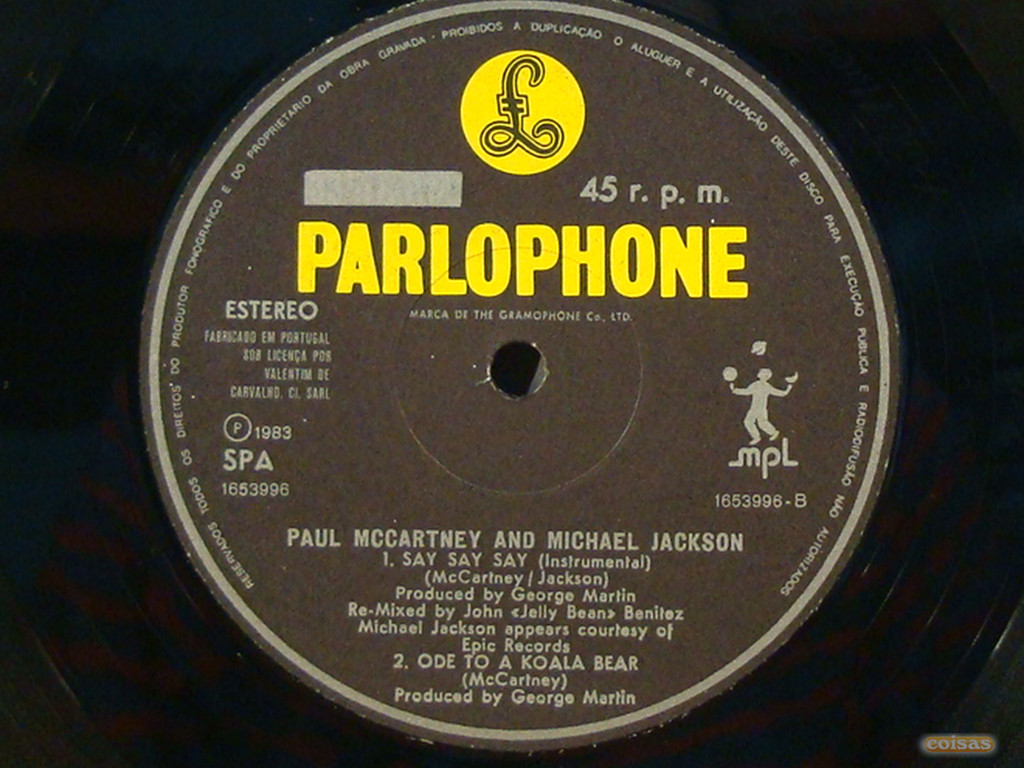 RESERVADOS TODOS OS DIREITOS DO PRODUTOR FONOGRAFICO E DO PROPRIETARIO DA OBRA GRAVADA - PROIBIDOS A DUPLICAÇÃO O ALUGUER E A UTILIZAÇÃO DESTE DISCO PARA EXECUÇÃO PUBLICA E RADIODIFUSÃO NÃO AUTORIZADOS
£
45 r. p. m.
PARLOPHONE
MARCA DE THE GRAMOPHONE Co., LTD.
ESTEREO
FABRICADO EM PORTUGAL
SOB LICENÇA POR
VALENTIM DE
CARVALHO, CI, SARL
Ⓟ 1983
SPA
1653996
mpl
1653996-B
PAUL MCCARTNEY AND MICHAEL JACKSON
1. SAY SAY SAY (Instrumental)
(McCartney/Jackson)
Produced by George Martin
Re-Mixed by John «Jelly Bean» Benitez
Michael Jackson appears courtesy of
Epic Records
2. ODE TO A KOALA BEAR
(McCartney)
Produced by George Martin
coisas